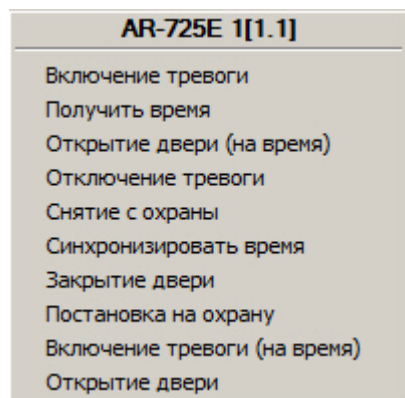 AR-725E 1[1.1]
Включение тревоги
Получить время
Открытие двери (на время)
Отключение тревоги
Снятие с охраны
Синхронизировать время
Закрытие двери
Постановка на охрану
Включение тревоги (на время)
Открытие двери